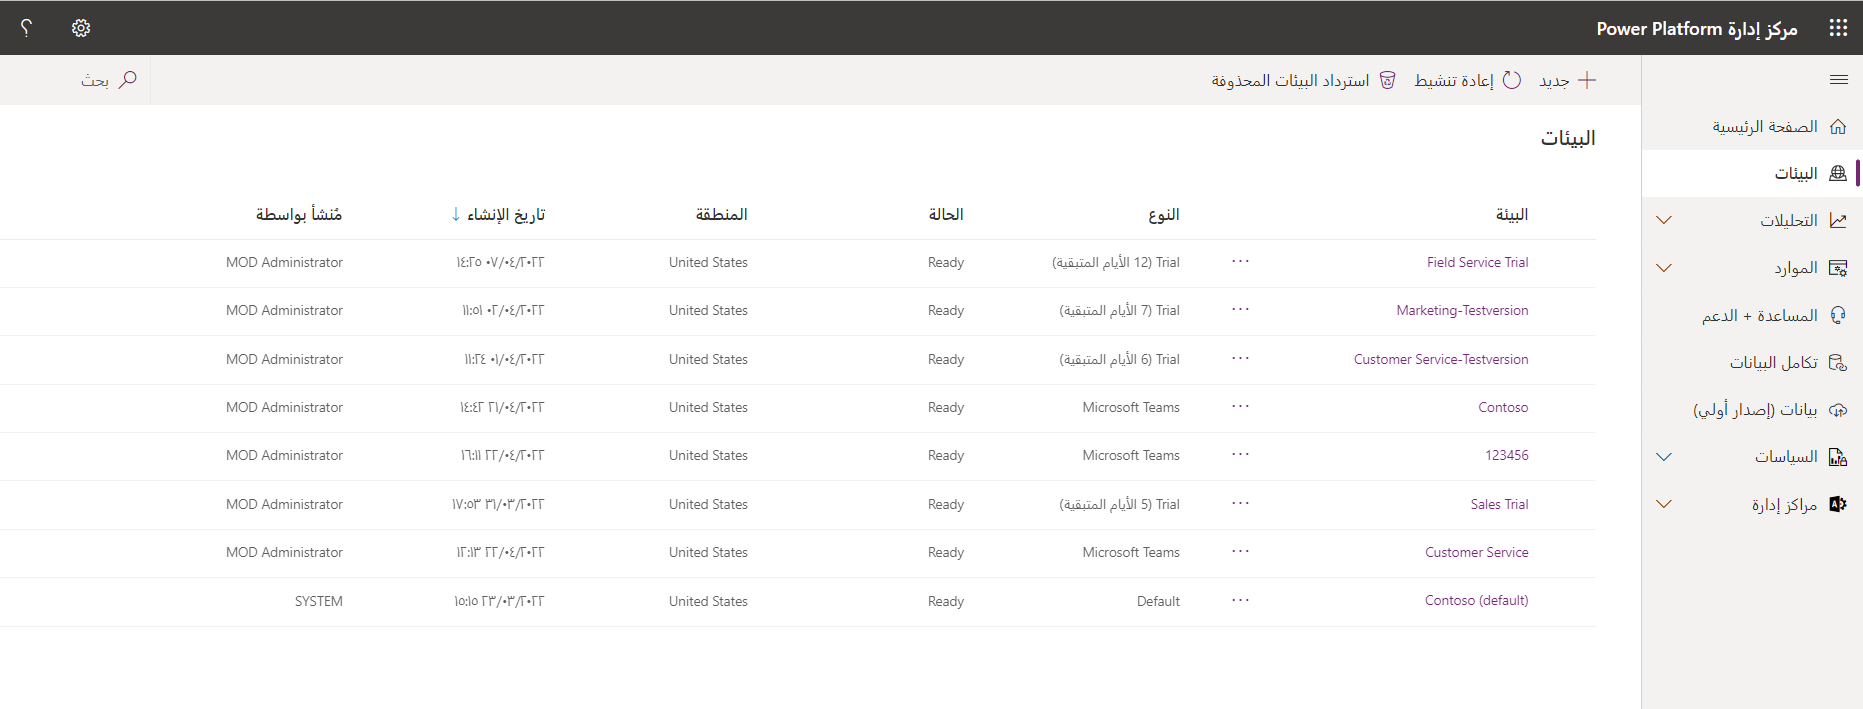 مركز إدارة Power Platform
؟
جديد
إعادة تنشيط
استرداد البيئات المحذوفة
بحث
الصفحة الرئيسية
البيئات
التحليلات
الموارد
المساعدة + الدعم
تكامل البيانات
بيانات (إصدار أولي)
السياسات
مراكز إدارة
البيئات
البيئة النوع الحالة المنطقة تاريخ الإنشاء ↓ مُنشأ بواسطة
Field Service Trial ··· Trial (12 الأيام المتبقية) Ready United States ٠٧/٠٤/٢٠٢٢ ١٤:٢٥ MOD Administrator
Marketing-Testversion ··· Trial (7 الأيام المتبقية) Ready United States ٠٢/٠٤/٢٠٢٢ ١١:٥١ MOD Administrator
Customer Service-Testversion ··· Trial (6 الأيام المتبقية) Ready United States ٠١/٠٤/٢٠٢٢ ١١:٢٤ MOD Administrator
Contoso ··· Microsoft Teams Ready United States ٢١/٠٤/٢٠٢٢ ١٤:٤٢ MOD Administrator
123456 ··· Microsoft Teams Ready United States ٢٢/٠٤/٢٠٢٢ ١٦:١١ MOD Administrator
Sales Trial ··· Trial (5 الأيام المتبقية) Ready United States ٣١/٠٣/٢٠٢٢ ١٧:٥٣ MOD Administrator
Customer Service ··· Microsoft Teams Ready United States ٢٢/٠٤/٢٠٢٢ ١٢:١٣ MOD Administrator
Contoso (default) ··· Default Ready United States ٢٣/٠٣/٢٠٢٢ ١٥:١٥ SYSTEM